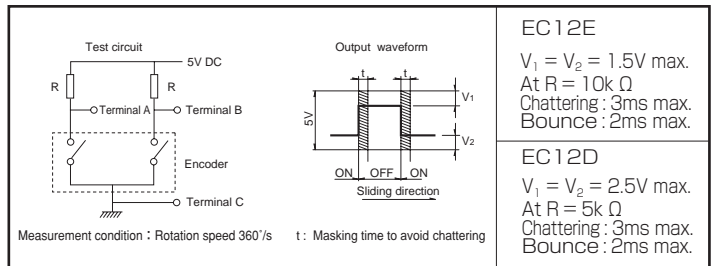 Test circuit
5V DC
R
R
Terminal A
Terminal B
Encoder
Terminal C
Measurement condition：Rotation speed 360˚/s
Output waveform
t
t
5V
V₁
V₂
ON OFF ON
Sliding direction
t : Masking time to avoid chattering
EC12E
V₁ = V₂ = 1.5V max.
At R = 10k Ω
Chattering : 3ms max.
Bounce : 2ms max.
EC12D
V₁ = V₂ = 2.5V max.
At R = 5k Ω
Chattering : 3ms max.
Bounce : 2ms max.